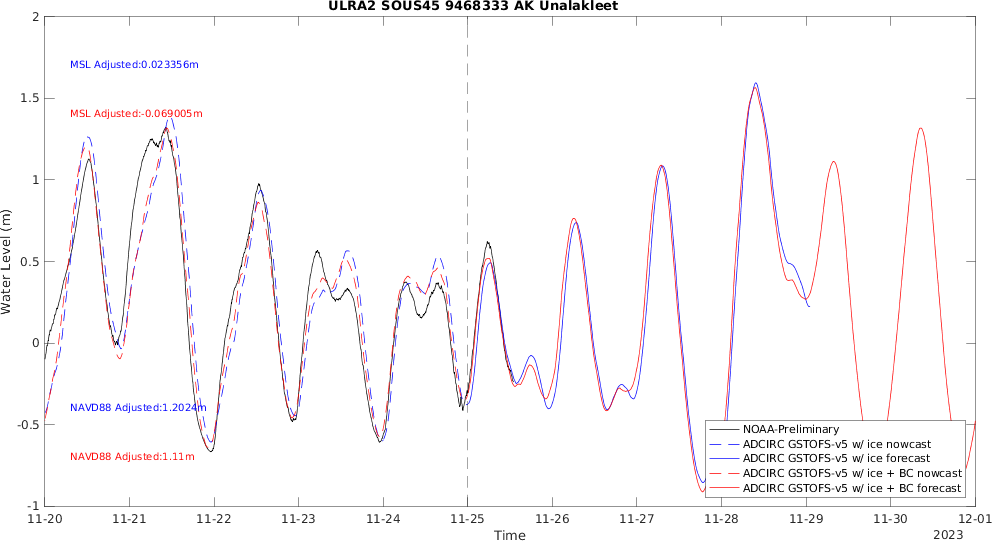 ULRA2 SOUS45 9468333 AK Unalakleet
2
1.5
1
0.5
0
-0.5
-1
Water Level (m)
MSL Adjusted:0.023356m
MSL Adjusted:-0.069005m
NAVD88 Adjusted:1.2024m
NAVD88 Adjusted:1.11m
NOAA-Preliminary
ADCIRC GSTOFS-v5 w/ ice nowcast
ADCIRC GSTOFS-v5 w/ ice forecast
ADCIRC GSTOFS-v5 w/ ice + BC nowcast
ADCIRC GSTOFS-v5 w/ ice + BC forecast
11-20 11-21 11-22 11-23 11-24 11-25 11-26 11-27 11-28 11-29 11-30 12-01
Time
2023